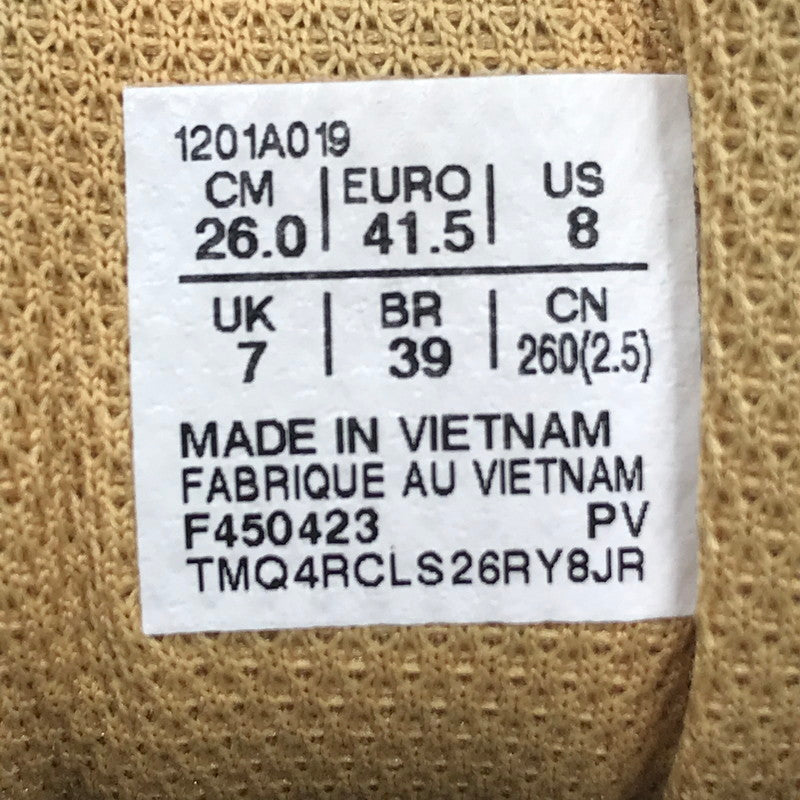 1201A019
CM | EURO | US
26.0 | 41.5 | 8
UK | BR | CN
7 | 39 | 260(2.5)
MADE IN VIETNAM
FABRIQUE AU VIETNAM
F450423 PV
TMQ4RCLS26RY8JR